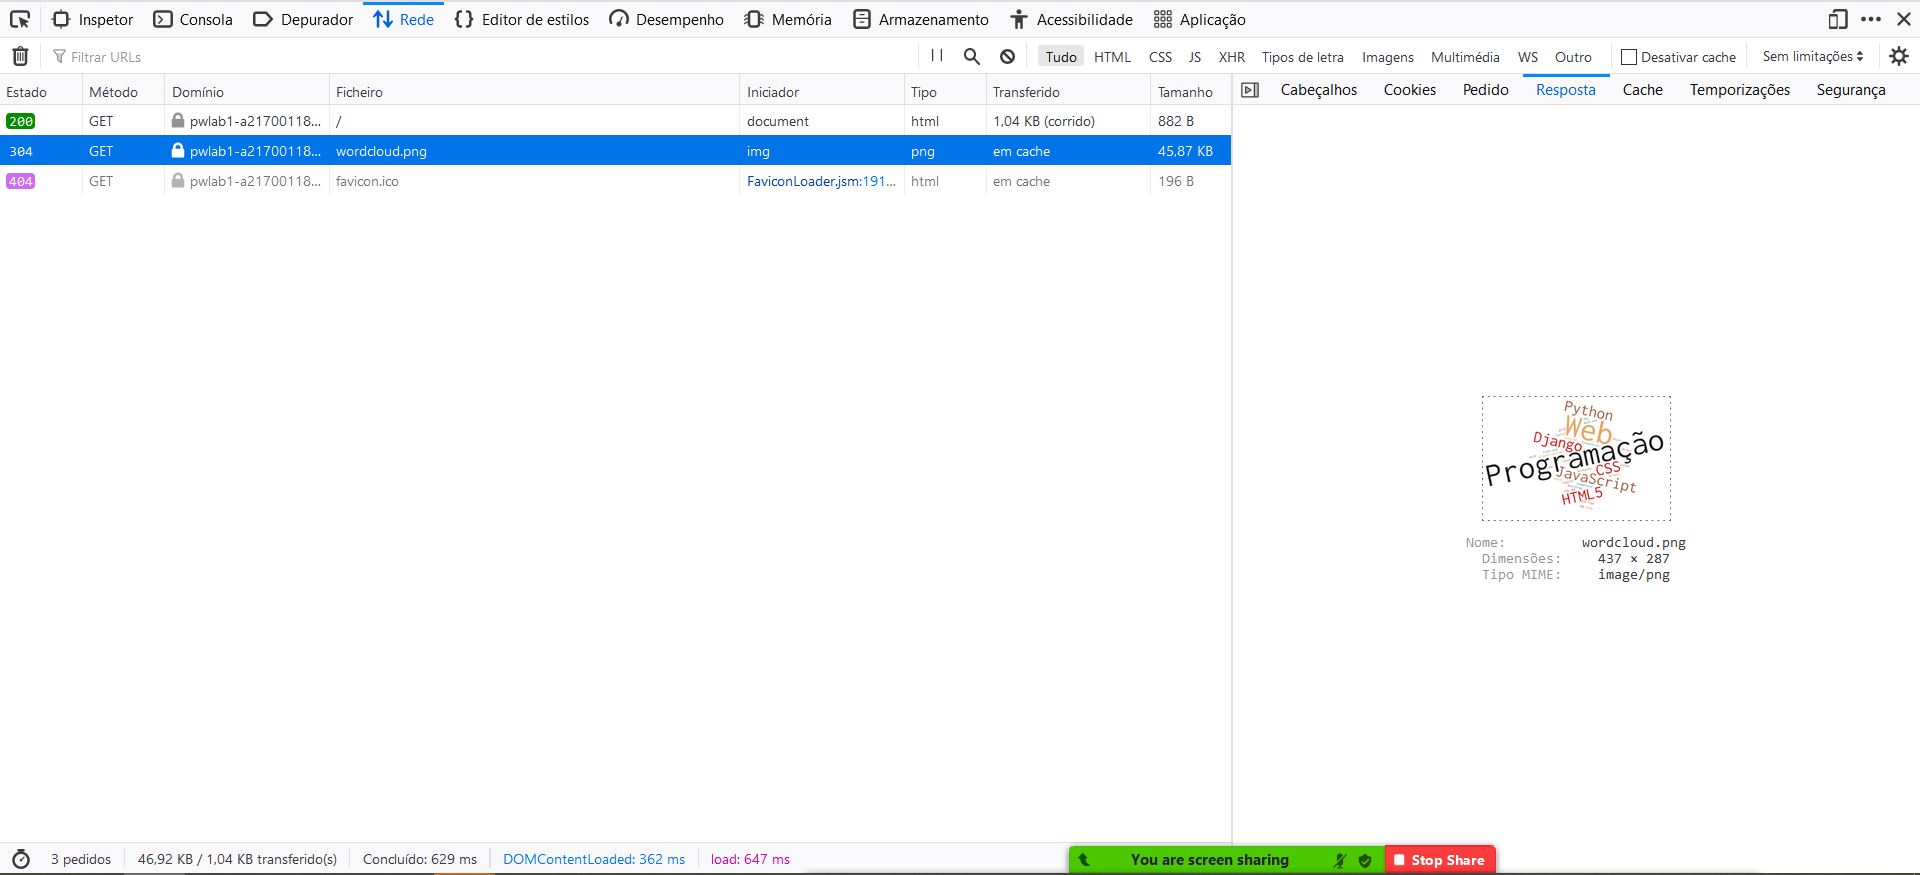 Inspetor Consola Depurador Rede Editor de estilos Desempenho Memória Armazenamento Acessibilidade Aplicação
Filtrar URLs Tudo HTML CSS JS XHR Tipos de letra Imagens Multimédia WS Outro Desativar cache Sem limitações
Estado Método Domínio Ficheiro Iniciador Tipo Transferido Tamanho
200 GET pwlab1-a21700118... / document html 1,04 KB (corrido) 882 B
304 GET pwlab1-a21700118... wordcloud.png img png em cache 45,87 KB
404 GET pwlab1-a21700118... favicon.ico FaviconLoader.jsm:191... html em cache 196 B
Cabeçalhos Cookies Pedido Resposta Cache Temporizações Segurança
Python
Web
Django
Programação
CSS
JavaScript
HTML5
Nome: wordcloud.png
Dimensões: 437 × 287
Tipo MIME: image/png
3 pedidos 46,92 KB / 1,04 KB transferido(s) Concluído: 629 ms DOMContentLoaded: 362 ms load: 647 ms
You are screen sharing Stop Share